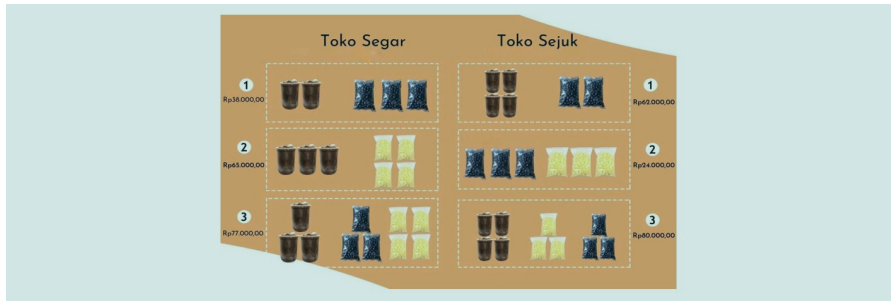 Toko Segar
Toko Sejuk
1
Rp38.000,00
1
Rp62.000,00
2
Rp65.000,00
2
Rp24.000,00
3
Rp77.000,00
3
Rp80.000,00